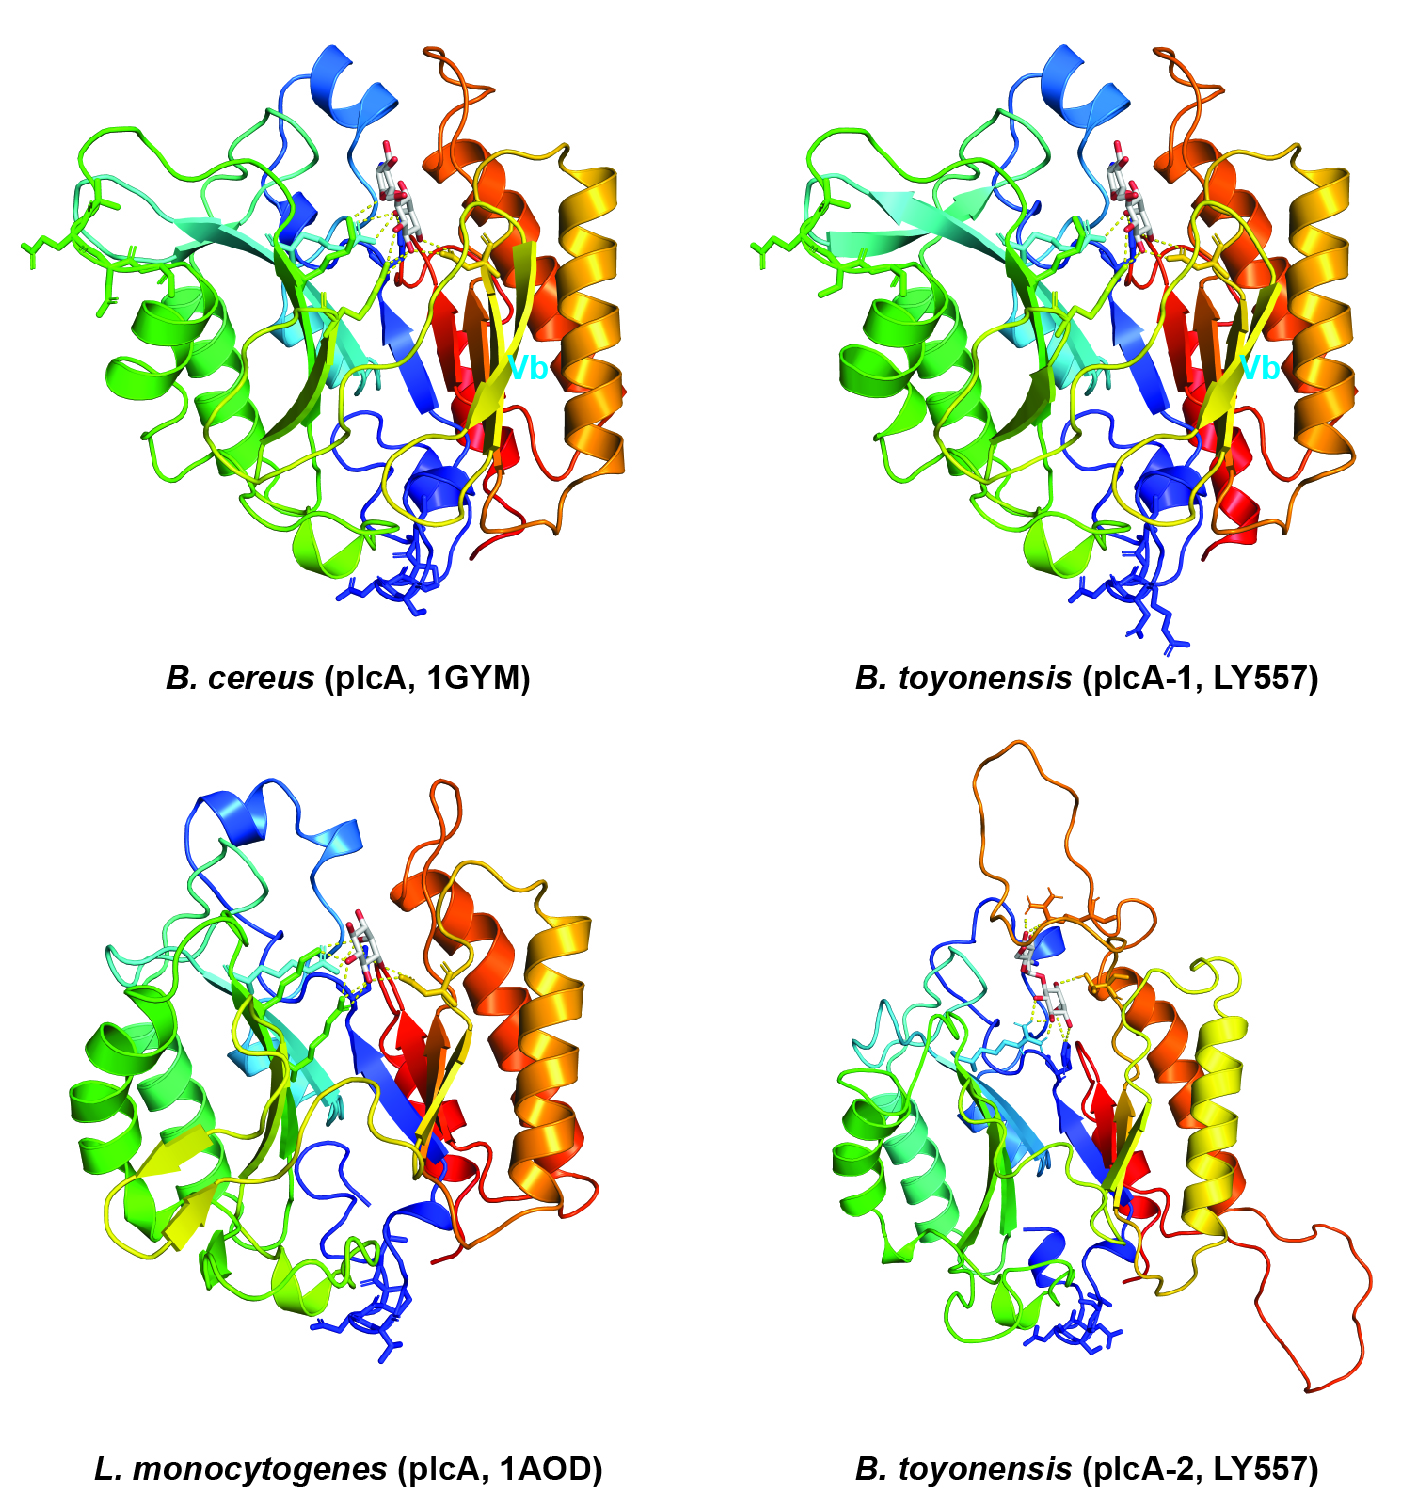 Vb
Vb
B. cereus (plcA, 1GYM)
B. toyonensis (plcA-1, LY557)
L. monocytogenes (plcA, 1AOD)
B. toyonensis (plcA-2, LY557)